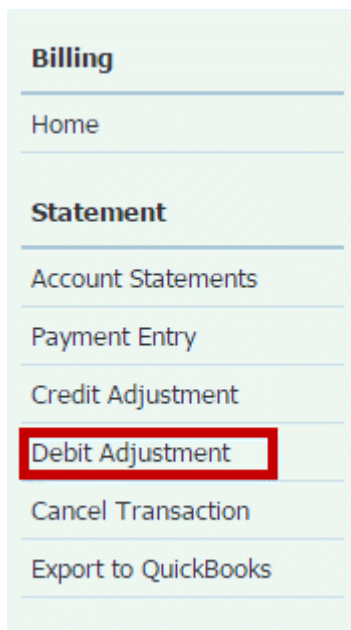 Billing
Home
Statement
Account Statements
Payment Entry
Credit Adjustment
Debit Adjustment
Cancel Transaction
Export to QuickBooks